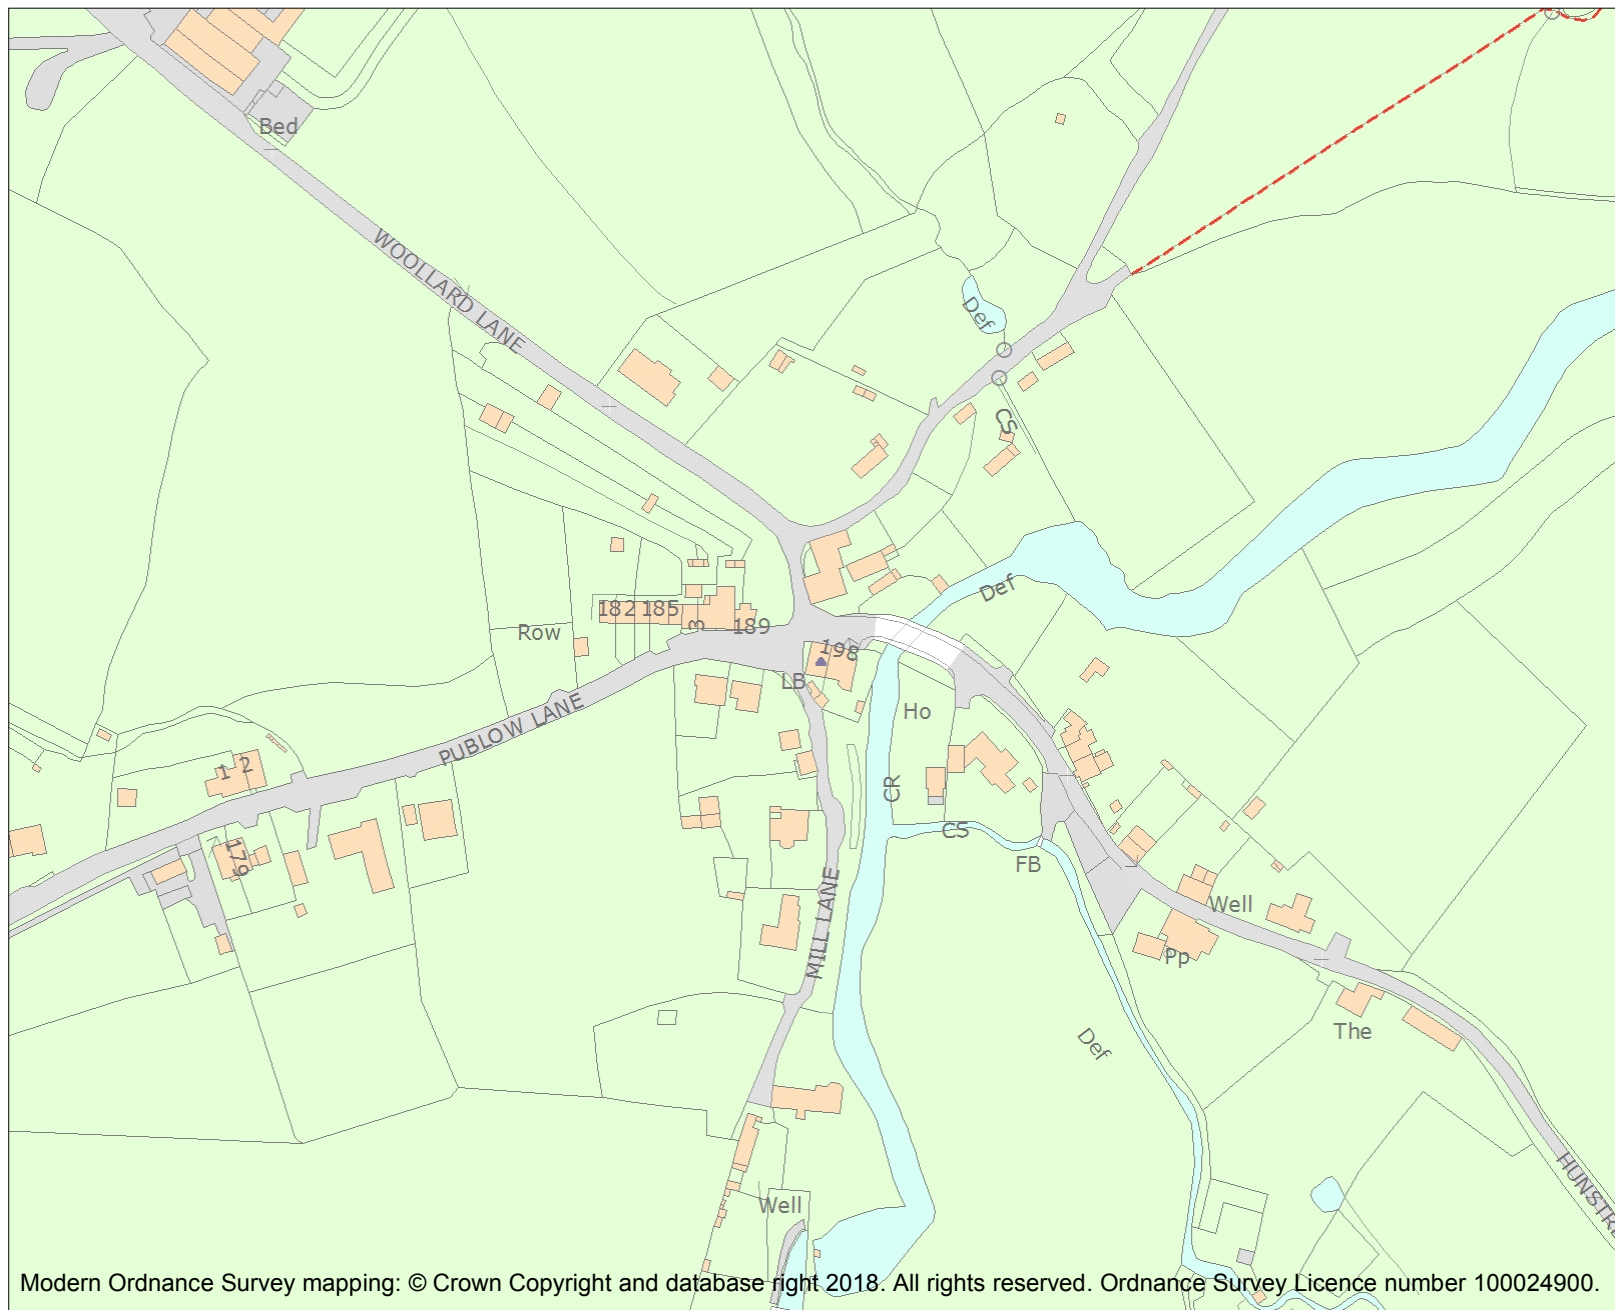 Bed
WOOLLARD LANE
Def
CS
Def
182 185
3
189
Row
198
LB
Ho
PUBLOW LANE
1 2
CR
CS
179
FB
MILL LANE
Well
Pp
The
Def
HUNSTRE
Well
Modern Ordnance Survey mapping: © Crown Copyright and database right 2018. All rights reserved. Ordnance Survey Licence number 100024900.